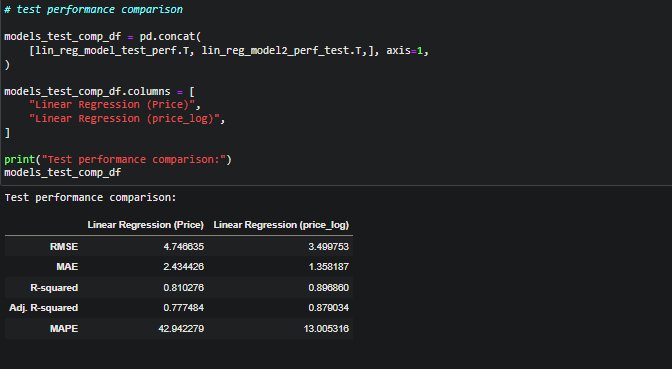 # test performance comparison
models_test_comp_df = pd.concat(
[lin_reg_model_test_perf.T, lin_reg_model2_perf_test.T,], axis=1,
)
models_test_comp_df.columns = [
"Linear Regression (Price)",
"Linear Regression (price_log)",
]
print("Test performance comparison:")
models_test_comp_df
Test performance comparison:
Linear Regression (Price) Linear Regression (price_log)
RMSE 4.746635 3.499753
MAE 2.434426 1.358187
R-squared 0.810276 0.896860
Adj. R-squared 0.777484 0.879034
MAPE 42.942279 13.005316